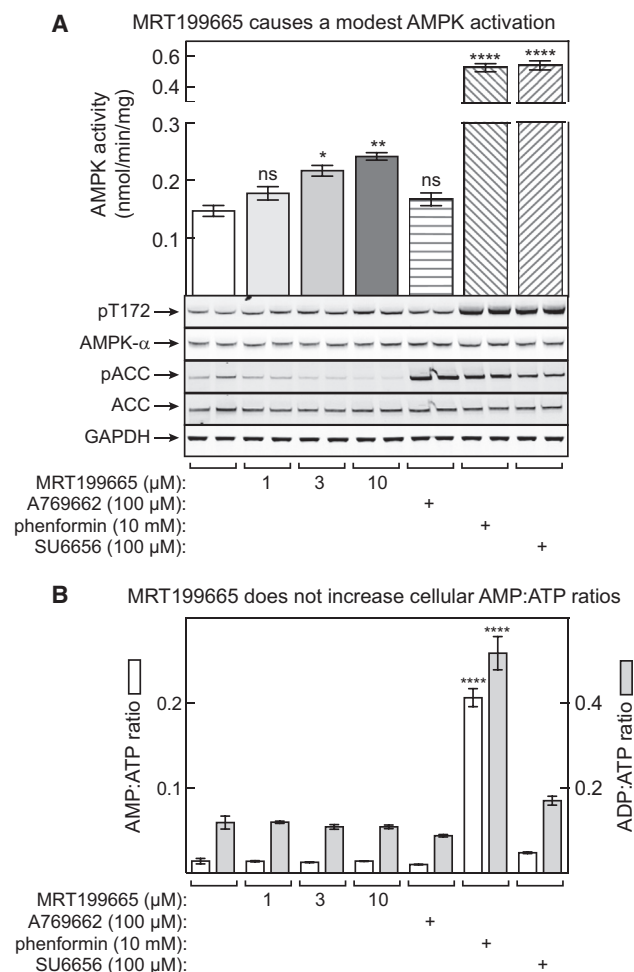 A MRT199665 causes a modest AMPK activation
AMPK activity
(nmol/min/mg)
0.6
0.4
0.3
0.2
0.1
ns
*
**
ns
****
****
pT172
AMPK-α
pACC
ACC
GAPDH
MRT199665 (µM): 1 3 10
A769662 (100 µM): +
phenformin (10 mM): +
SU6656 (100 µM): +
B MRT199665 does not increase cellular AMP:ATP ratios
AMP:ATP ratio
0.2
0.1
****
****
0.4
0.2
ADP:ATP ratio
MRT199665 (µM): 1 3 10
A769662 (100 µM): +
phenformin (10 mM): +
SU6656 (100 µM): +